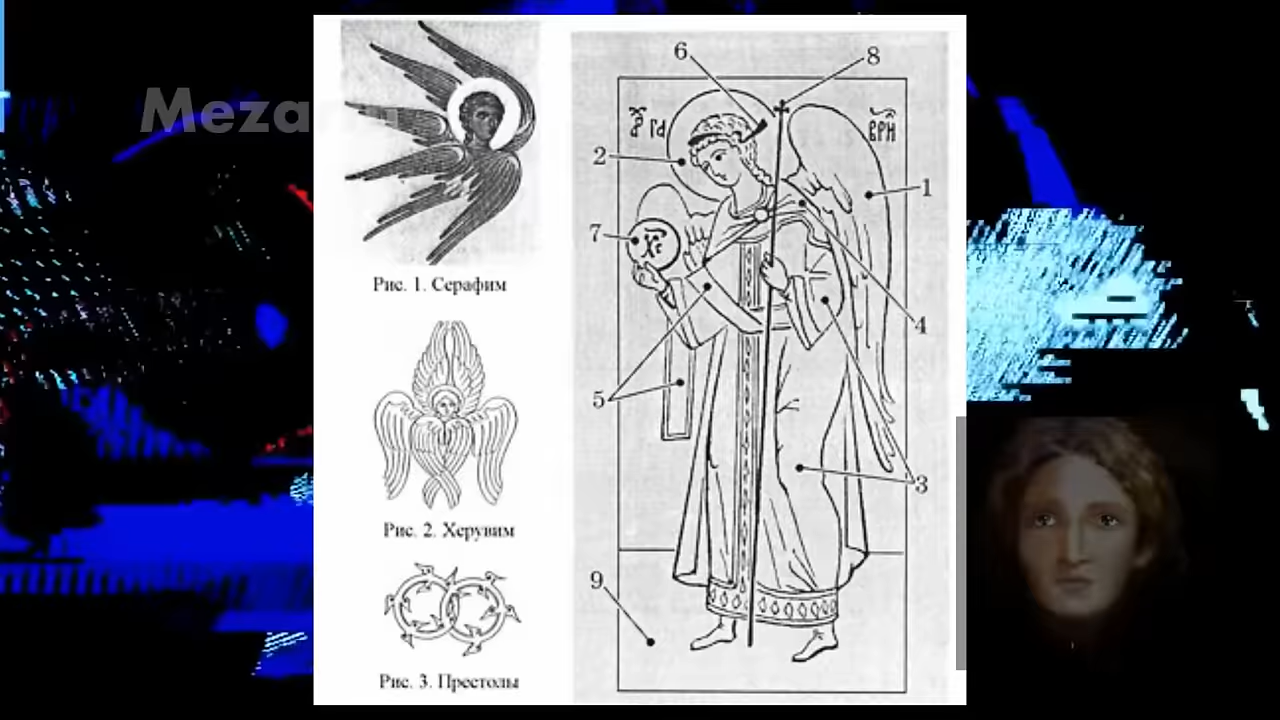 Meza
Рис. 1. Серафим
Рис. 2. Херувим
Рис. 3. Престолы
6
8
2
1
7
4
5
3
9